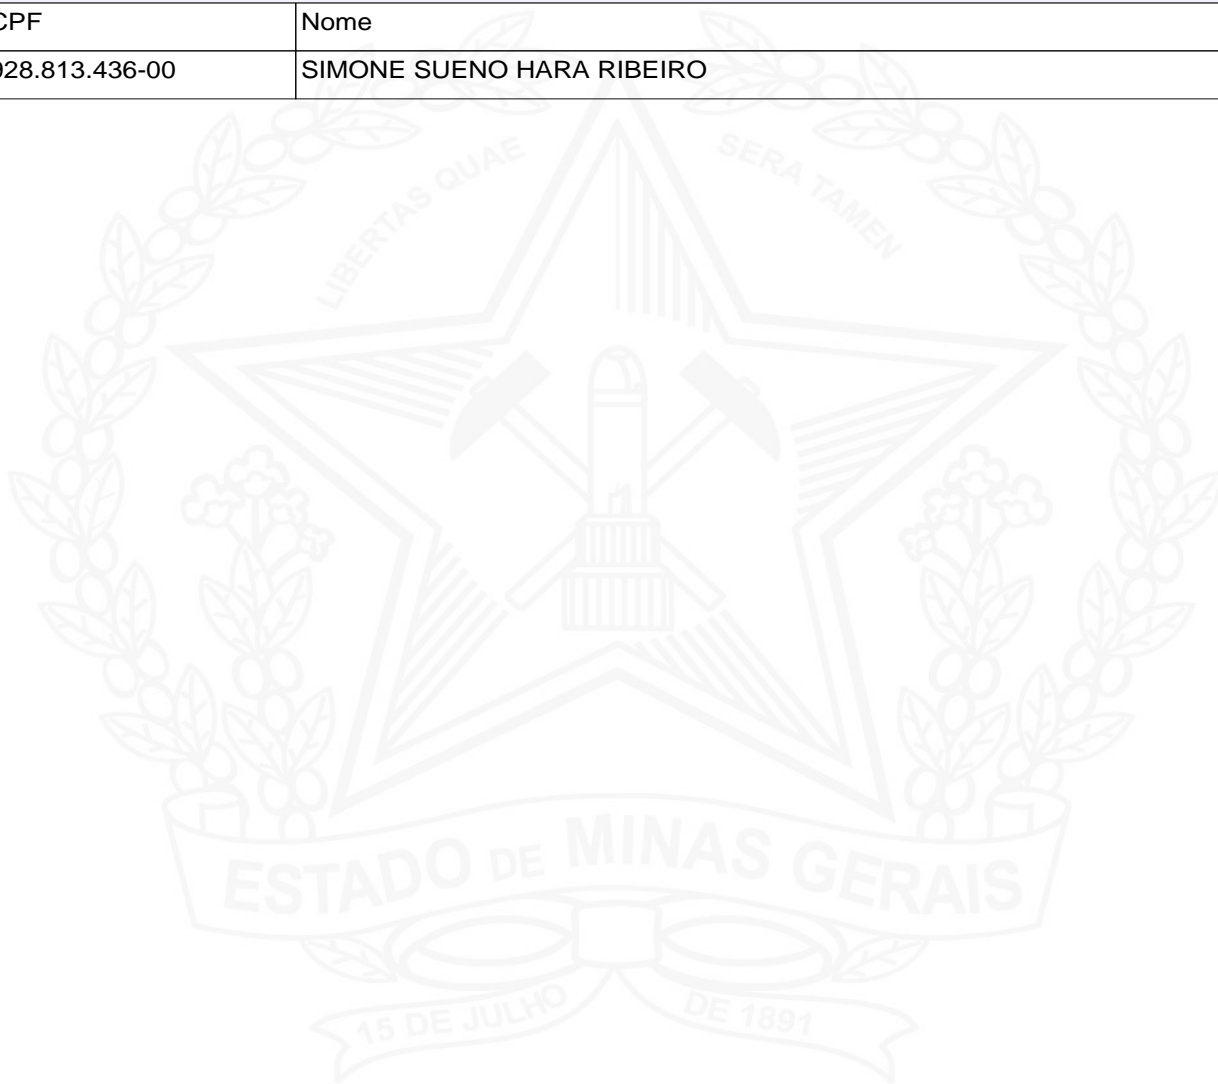 CPF Nome
928.813.436-00 SIMONE SUENO HARA RIBEIRO
LIBERTAS QUAE SERA TAMEN
ESTADO DE MINAS GERAIS
15 DE JULHO DE 1891